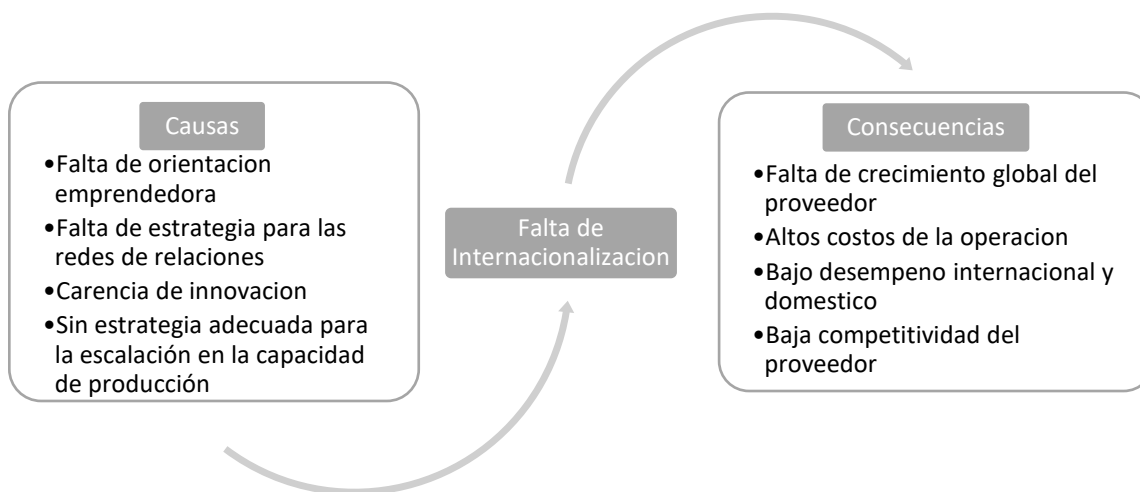 Causas
•Falta de orientacion
emprendedora
•Falta de estrategia para las
redes de relaciones
•Carencia de innovacion
•Sin estrategia adecuada para
la escalación en la capacidad
de producción
Falta de
Internacionalizacion
Consecuencias
•Falta de crecimiento global del
proveedor
•Altos costos de la operacion
•Bajo desempeno internacional y
domestico
•Baja competitividad del
proveedor